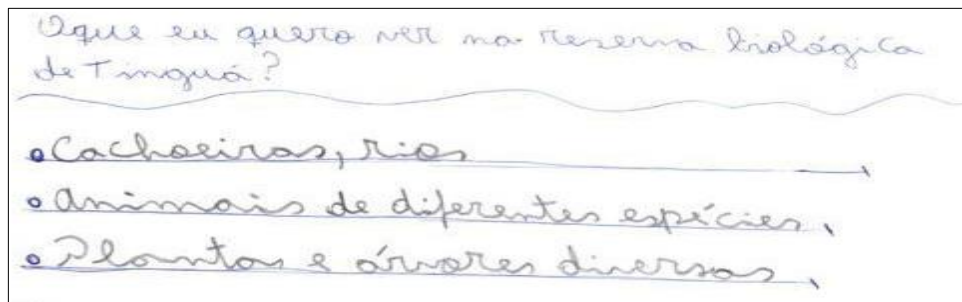 Oque eu quero ver na reserva biológica
de Tinguá?
Cachoeiras, rios
Animais de diferentes espécies,
Plantas e árvores diversas,